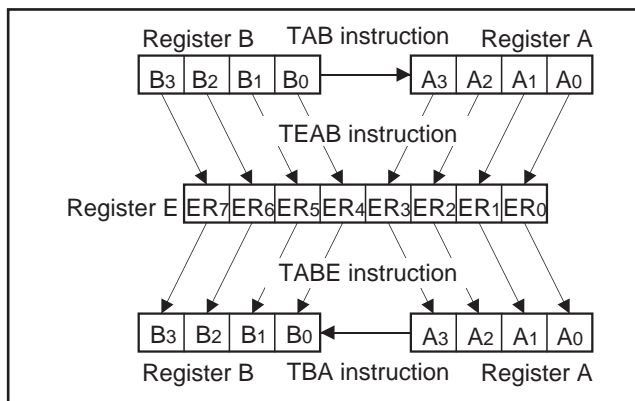 Register B TAB instruction Register A
B3 B2 B1 B0 A3 A2 A1 A0
TEAB instruction
Register E ER7 ER6 ER5 ER4 ER3 ER2 ER1 ER0
TABE instruction
B3 B2 B1 B0 A3 A2 A1 A0
Register B TBA instruction Register A